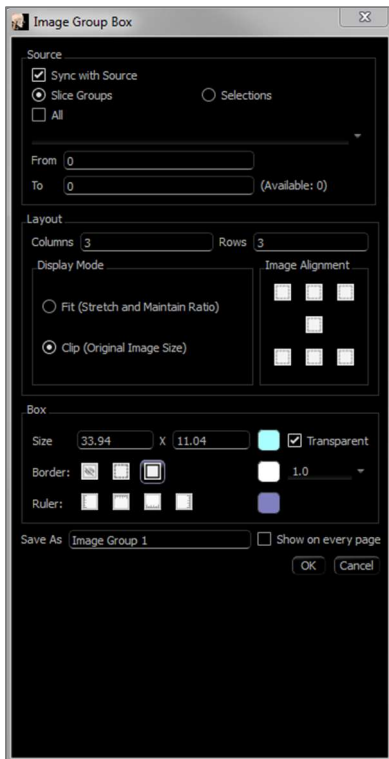 Image Group Box
Source
Sync with Source
Slice Groups Selections
All
From 0
To 0 (Available: 0)
Layout
Columns 3 Rows 3
Display Mode Image Alignment
Fit (Stretch and Maintain Ratio)
Clip (Original Image Size)
Box
Size 33.94 X 11.04 Transparent
Border: 1.0
Ruler:
Save As Image Group 1 Show on every page
OK Cancel